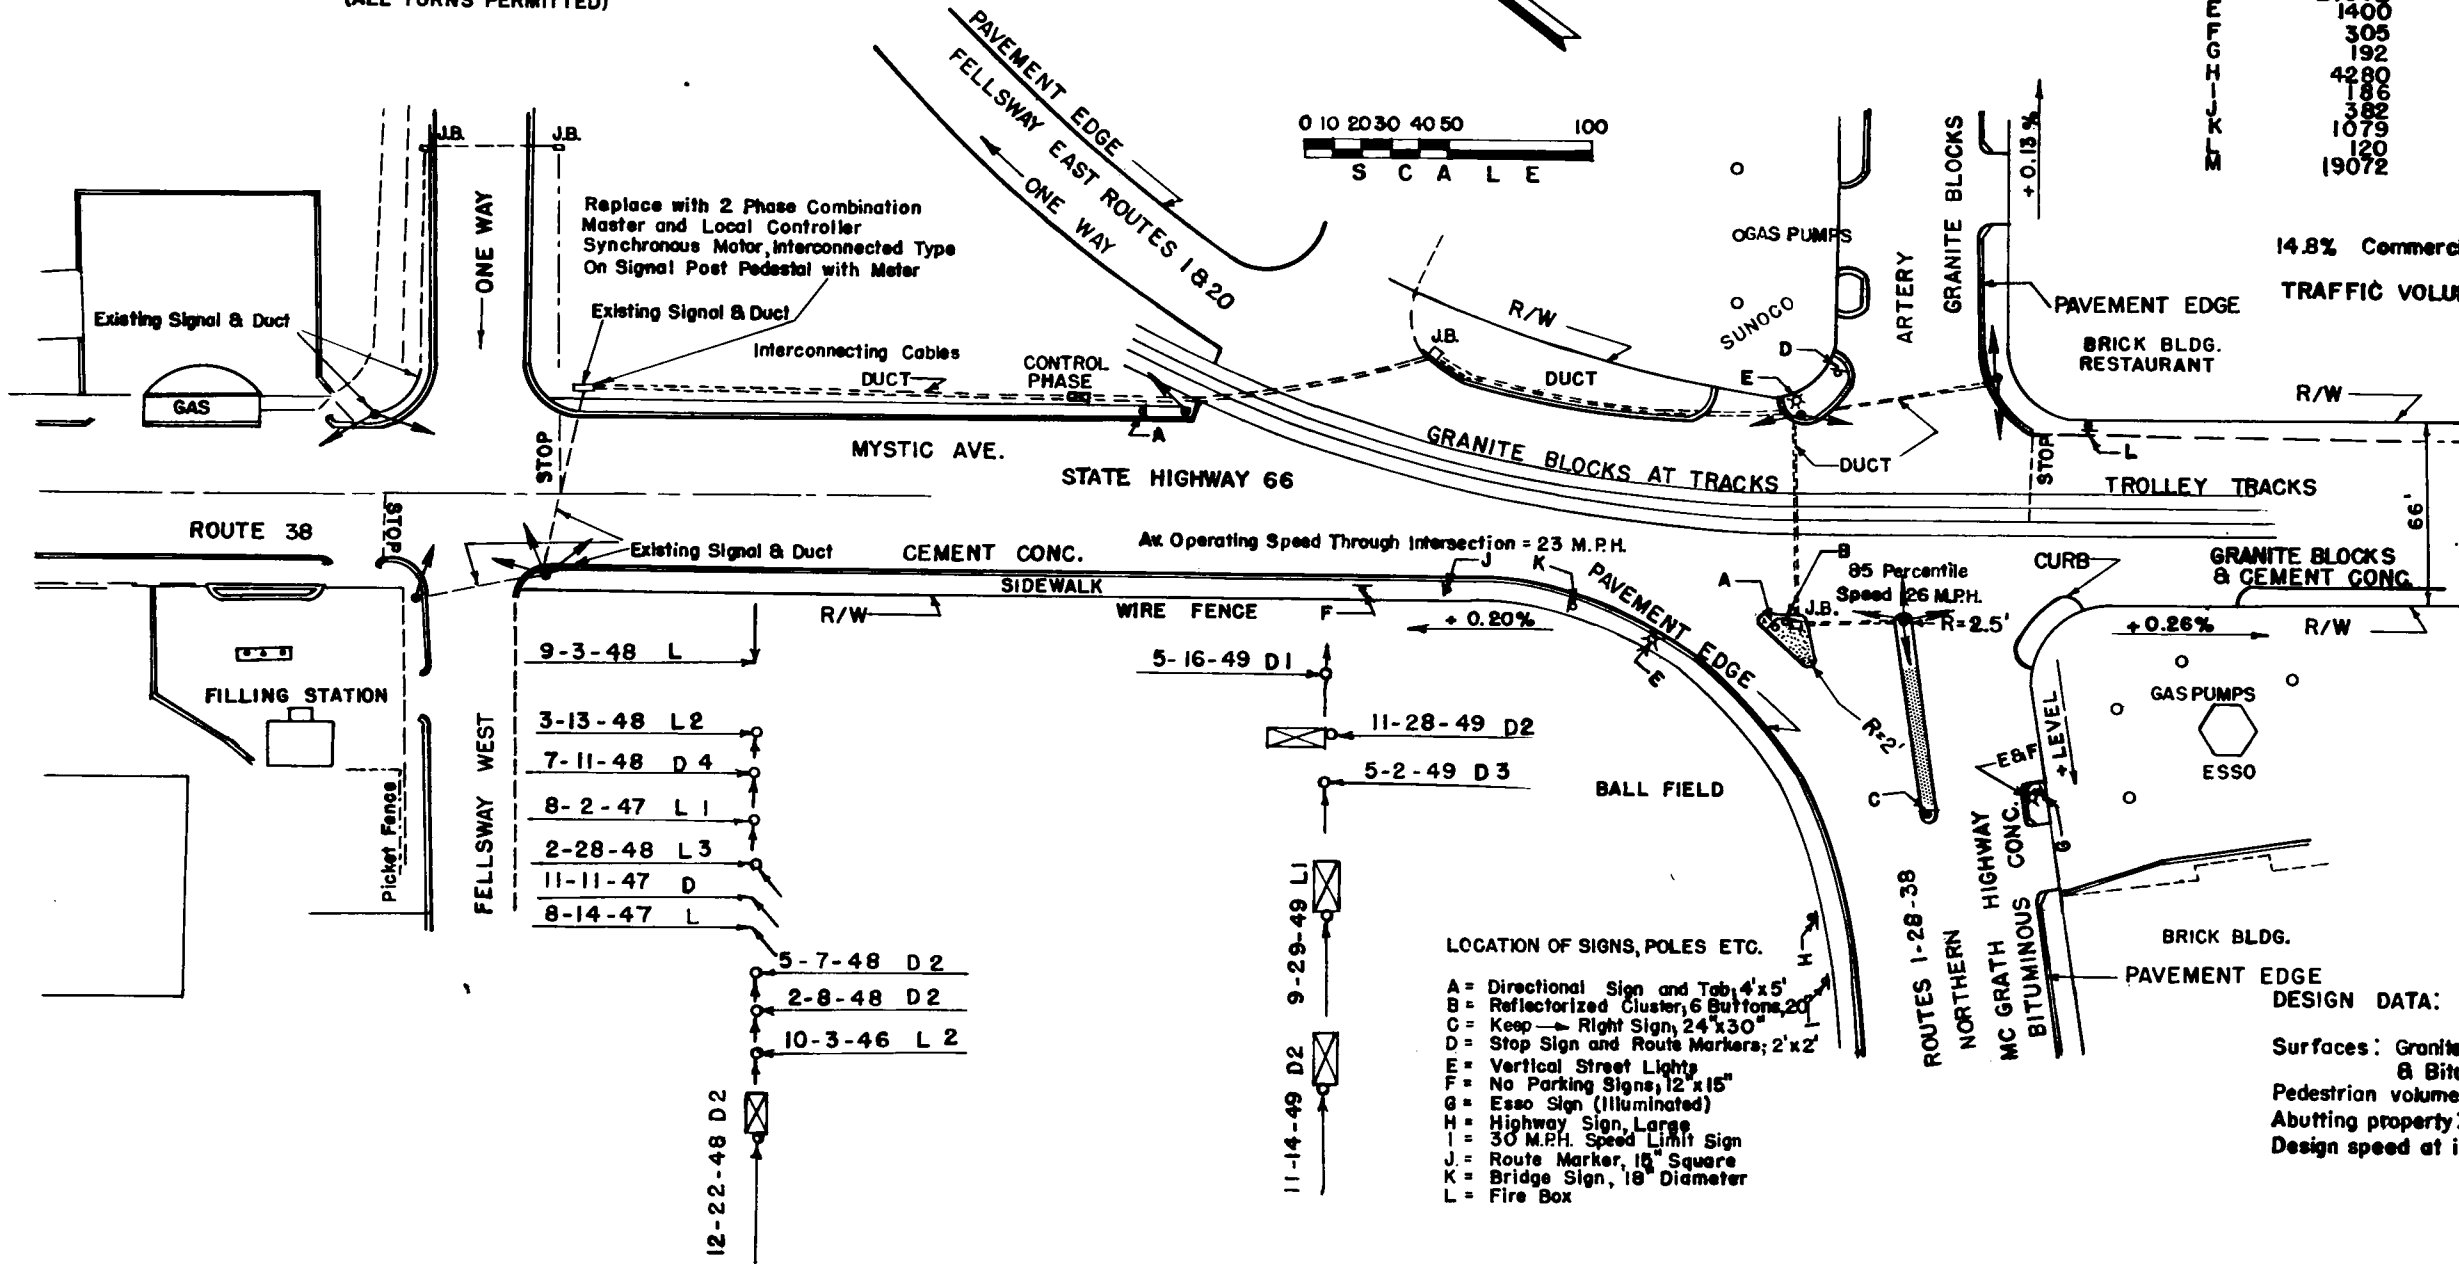 (ALL TURNS PERMITTED)
E 1400
F 305
G 192
H 4280
I 186
J 382
K 1079
L 120
M 19072
14.8% Commerci
TRAFFIC VOLU
PAVEMENT EDGE
FELLSWAY EAST ROUTES 1&20
ONE WAY
0 10 20 30 40 50 100
SCALE
J.B.
J.B.
ONE WAY
Replace with 2 Phase Combination
Master and Local Controller
Synchronous Motor, Interconnected Type
On Signal Post Pedestal with Meter
Existing Signal & Duct
Existing Signal & Duct
Interconnecting Cables
DUCT
CONTROL
PHASE
A
GAS
J.B.
R/W
DUCT
GAS PUMPS
SUNOCO
D
E
ARTERY
GRANITE BLOCKS
+ 0.13 %
PAVEMENT EDGE
BRICK BLDG.
RESTAURANT
R/W
L
STOP
MYSTIC AVE.
STATE HIGHWAY 66
GRANITE BLOCKS AT TRACKS
DUCT
STOP
TROLLEY TRACKS
66'
ROUTE 38
STOP
Existing Signal & Duct
CEMENT CONC.
Av. Operating Speed Through Intersection = 23 M.P.H.
SIDEWALK
R/W
WIRE FENCE
F
J
K
+ 0.20%
PAVEMENT EDGE
E
A
B
85 Percentile
Speed 26 M.P.H.
J.B.
R=2.5'
R=2'
C
CURB
GRANITE BLOCKS
& CEMENT CONC.
+0.26%
R/W
+ LEVEL
E&F
G
GAS PUMPS
ESSO
FILLING STATION
Picket Fence
FELLSWAY WEST
9-3-48 L
3-13-48 L2
7-11-48 D4
8-2-47 L1
2-28-48 L3
11-11-47 D
8-14-47 L
5-7-48 D2
2-8-48 D2
10-3-46 L2
12-22-48 D2
5-16-49 D1
11-28-49 D2
5-2-49 D3
9-29-49 L1
11-14-49 D2
BALL FIELD
H
I
ROUTES 1-28-38
NORTHERN
MC GRATH HIGHWAY
BITUMINOUS CONC.
BRICK BLDG.
PAVEMENT EDGE
LOCATION OF SIGNS, POLES ETC.
A = Directional Sign and Tab; 4'x5'
B = Reflectorized Cluster; 6 Buttons, 20"
C = Keep → Right Sign; 24"x30"
D = Stop Sign and Route Markers; 2'x2'
E = Vertical Street Lights
F = No Parking Signs; 12"x15"
G = Esso Sign (Illuminated)
H = Highway Sign, Large
I = 30 M.P.H. Speed Limit Sign
J. = Route Marker, 15" Square
K = Bridge Sign, 18" Diameter
L = Fire Box
DESIGN DATA:
Surfaces: Granite
& Bitu
Pedestrian volume
Abutting property:
Design speed at i